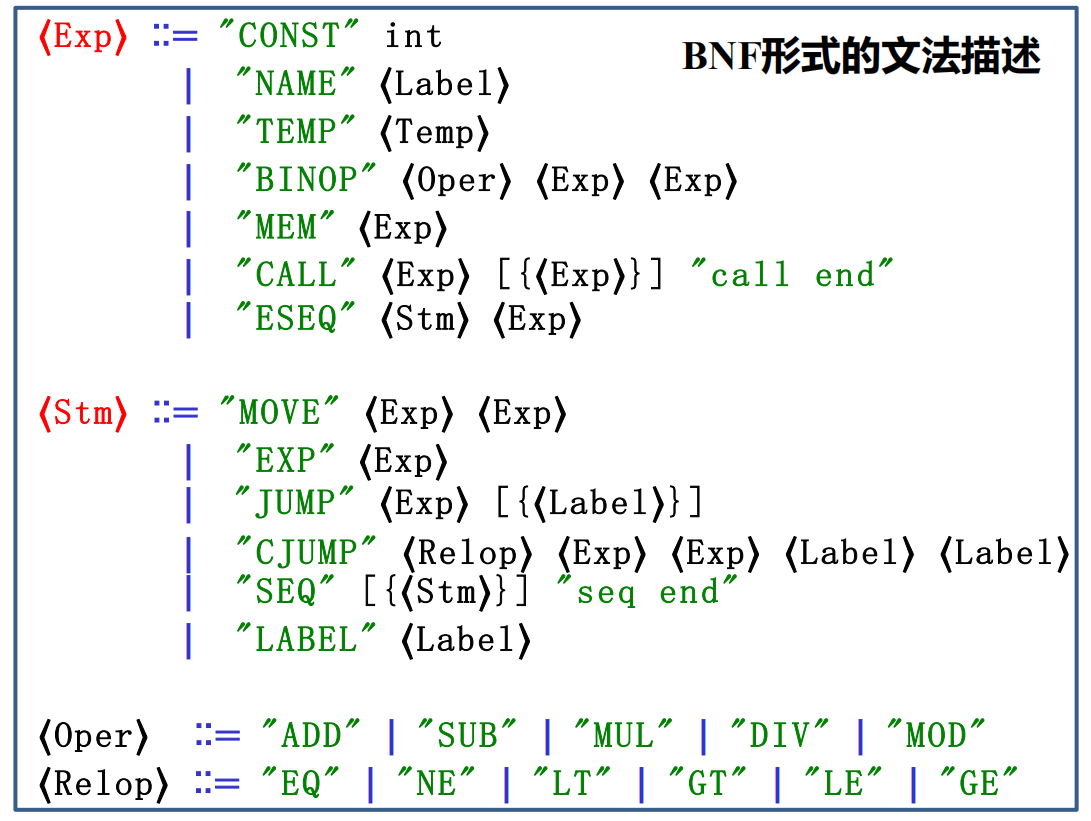 ⟨Exp⟩ ::= "CONST" int
BNF形式的文法描述
| "NAME" ⟨Label⟩
| "TEMP" ⟨Temp⟩
| "BINOP" ⟨Oper⟩ ⟨Exp⟩ ⟨Exp⟩
| "MEM" ⟨Exp⟩
| "CALL" ⟨Exp⟩ [{⟨Exp⟩}] "call end"
| "ESEQ" ⟨Stm⟩ ⟨Exp⟩
⟨Stm⟩ ::= "MOVE" ⟨Exp⟩ ⟨Exp⟩
| "EXP" ⟨Exp⟩
| "JUMP" ⟨Exp⟩ [{⟨Label⟩}]
| "CJUMP" ⟨Relop⟩ ⟨Exp⟩ ⟨Exp⟩ ⟨Label⟩ ⟨Label⟩
| "SEQ" [{⟨Stm⟩}] "seq end"
| "LABEL" ⟨Label⟩
⟨Oper⟩ ::= "ADD" | "SUB" | "MUL" | "DIV" | "MOD"
⟨Relop⟩ ::= "EQ" | "NE" | "LT" | "GT" | "LE" | "GE"